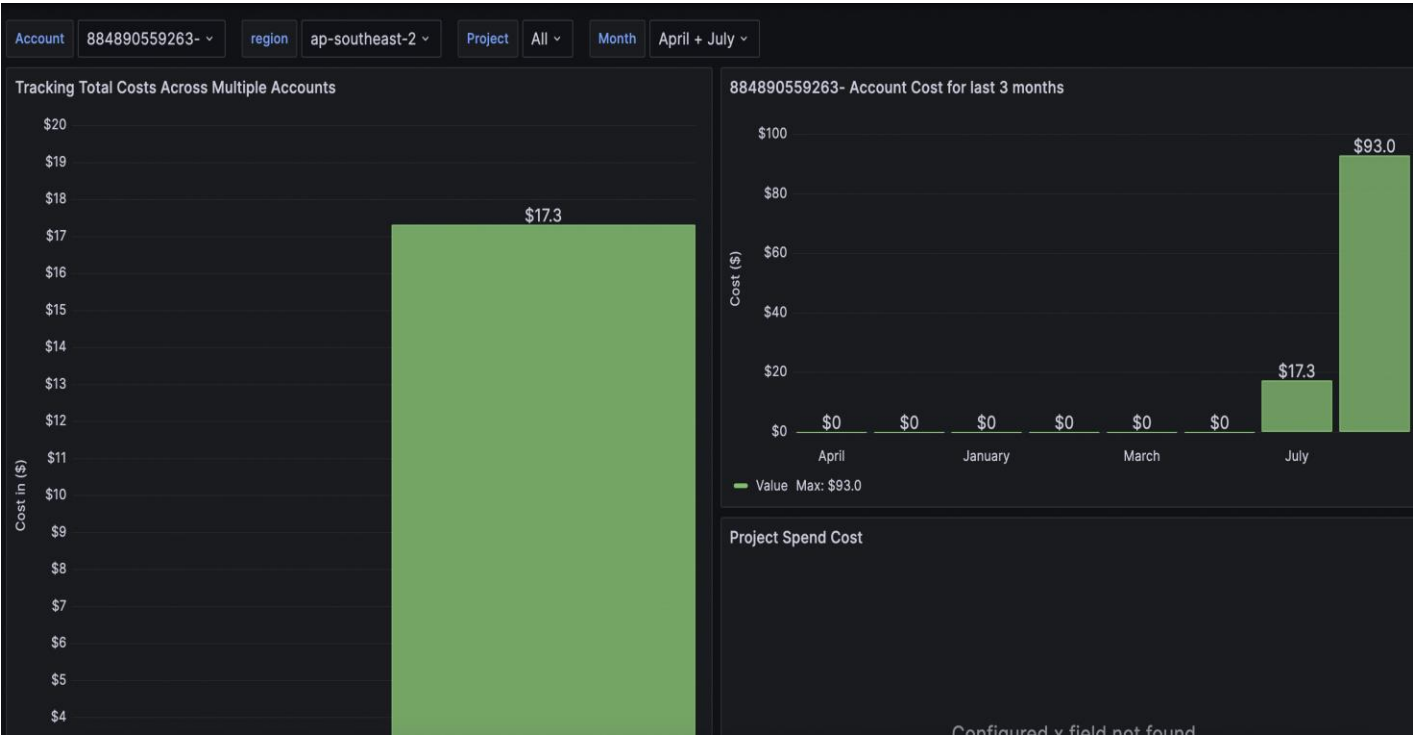 Account 884890559263- region ap-southeast-2 Project All Month April + July
Tracking Total Costs Across Multiple Accounts
$20
$19
$18
$17
$16
$15
$14
$13
$12
$11
$10
$9
$8
$7
$6
$5
$4
Cost in ($)
$17.3
884890559263- Account Cost for last 3 months
$100
$80
$60
$40
$20
$0
Cost ($)
$0 $0 $0 $0 $0 $0 $17.3 $93.0
April January March July
Value Max: $93.0
Project Spend Cost
Configured x field not found